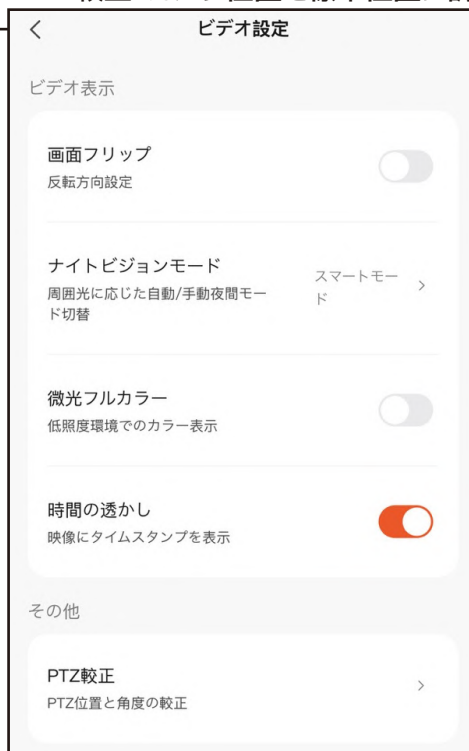 ビデオ設定
ビデオ表示
画面フリップ
反転方向設定
ナイトビジョンモード
周囲光に応じた自動/手動夜間モー
ド切替
スマートモー
ド
微光フルカラー
低照度環境でのカラー表示
時間の透かし
映像にタイムスタンプを表示
その他
PTZ較正
PTZ位置と角度の較正